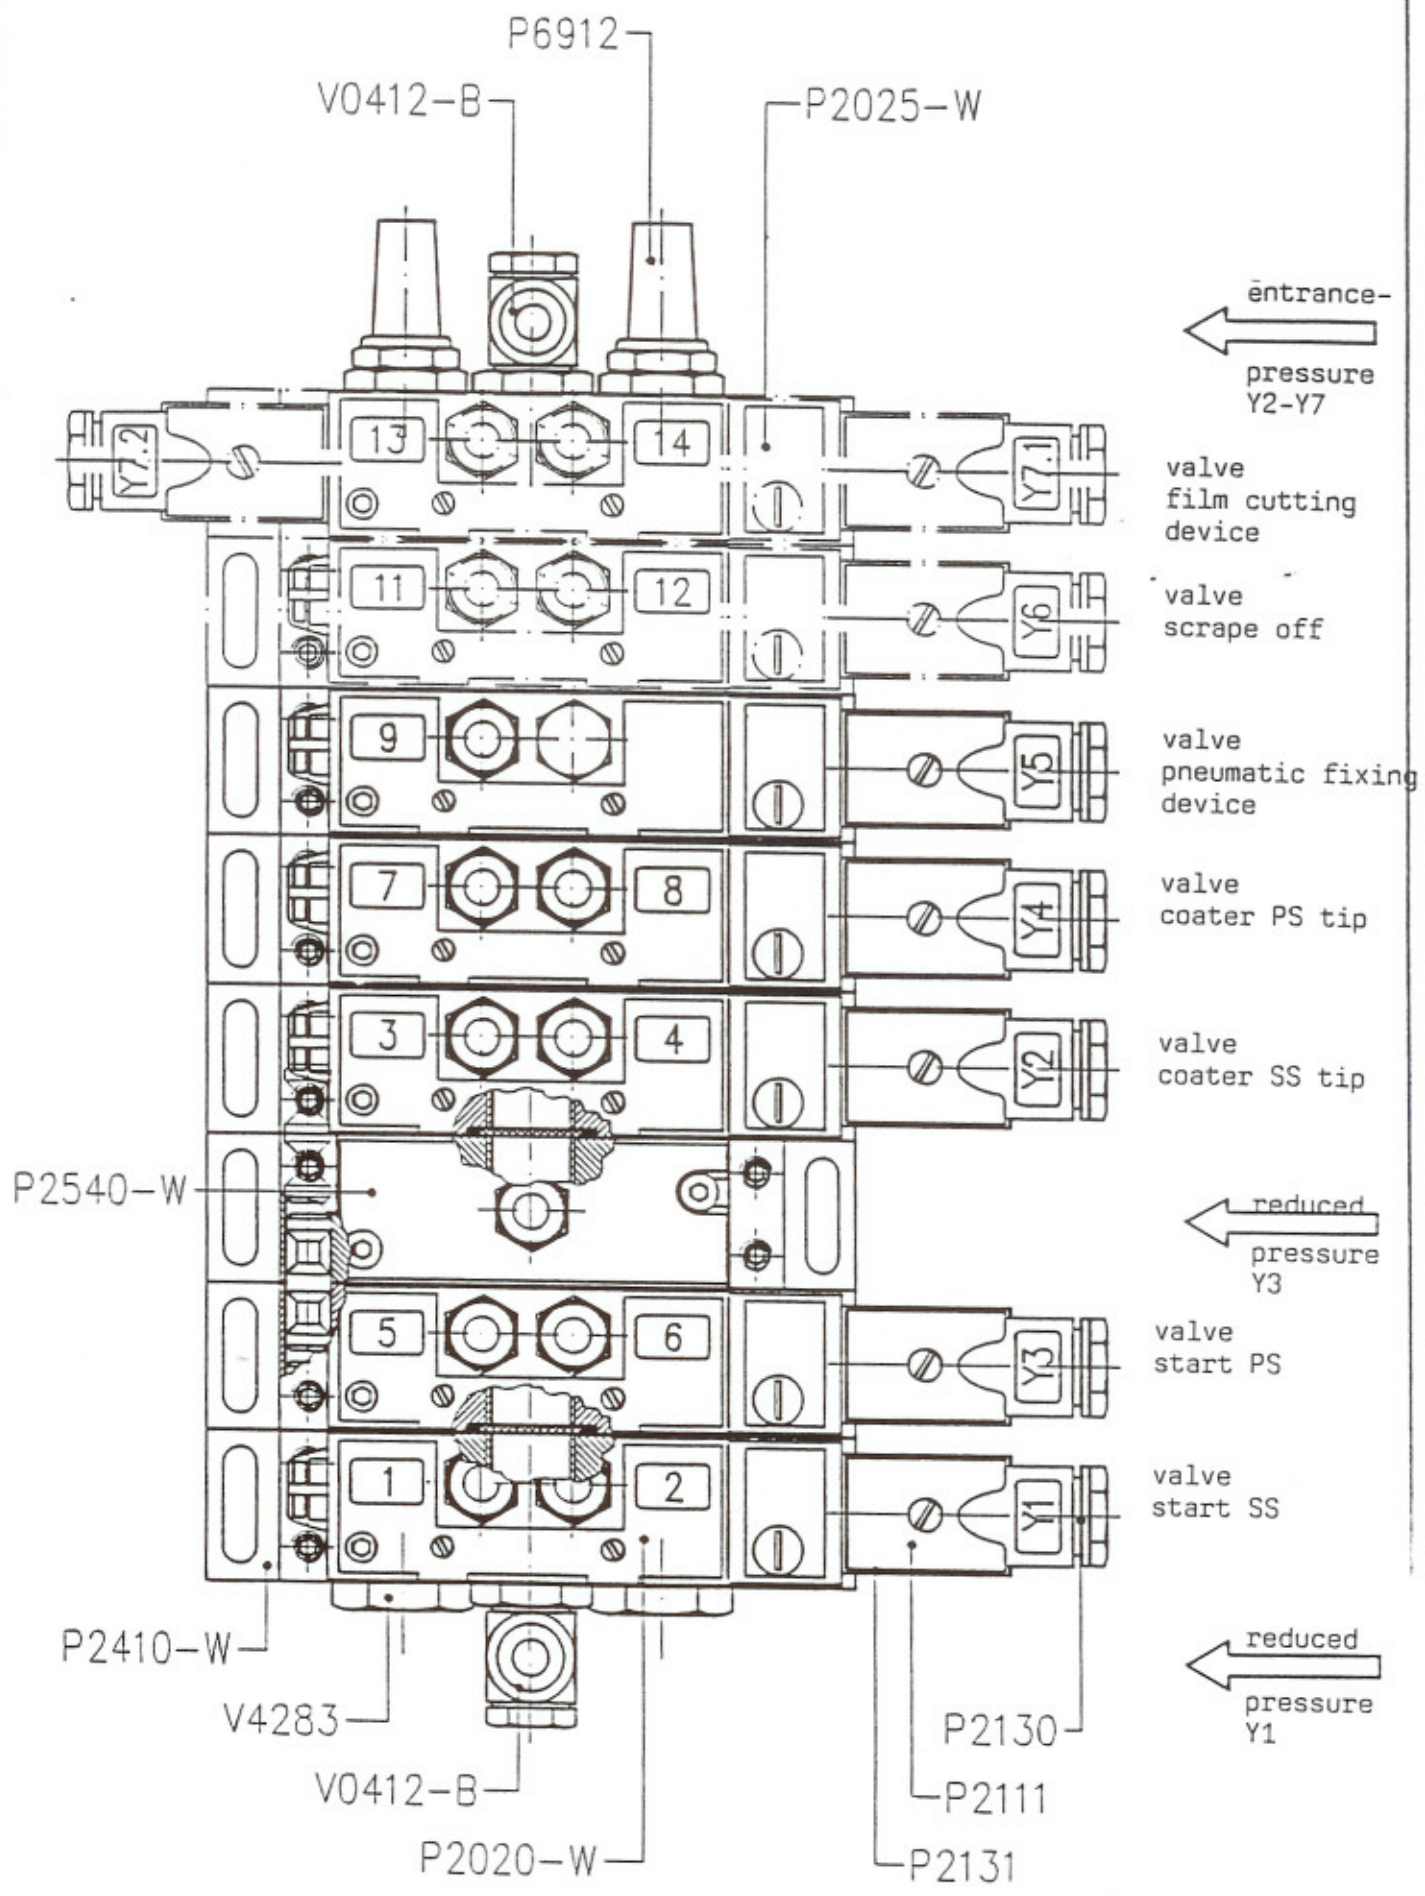 P6912
V0412-B
P2025-W
entrance-
pressure
Y2-Y7
13
14
Y7.2
Y7.1
valve
film cutting
device
11
12
Y6
valve
scrape off
9
Y5
valve
pneumatic fixing
device
7
8
Y4
valve
coater PS tip
3
4
Y2
valve
coater SS tip
P2540-W
reduced
pressure
Y3
5
6
Y3
valve
start PS
1
2
Y1
valve
start SS
P2410-W
reduced
pressure
Y1
V4283
P2130
V0412-B
P2111
P2020-W
P2131